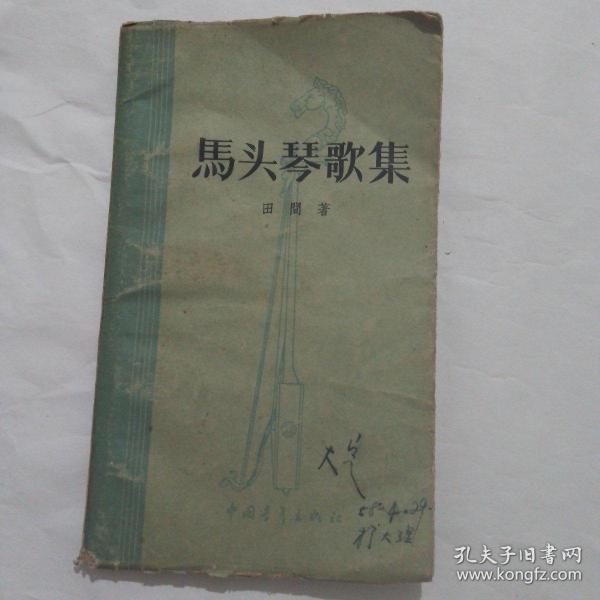 馬头琴歌集
田間著
中国青年出版社
58.4.29.
孔夫子旧书网
www.kongfz.com